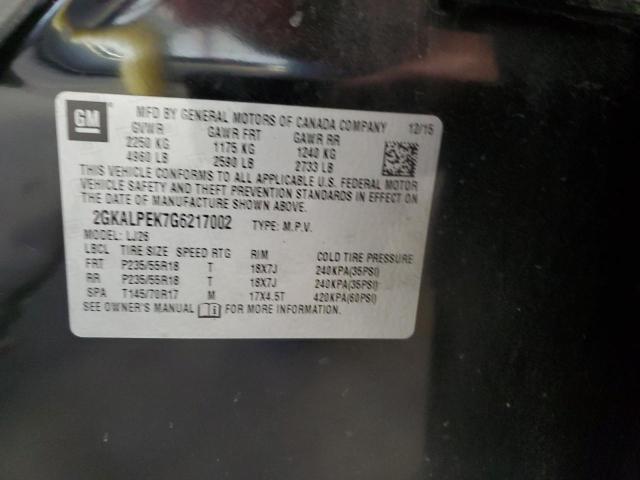 GM
MFD BY GENERAL MOTORS OF CANADA COMPANY 12/15
GVWR GAWR FRT GAWR RR
2250 KG 1175 KG 1240 KG
4960 LB 2590 LB 2733 LB
THIS VEHICLE CONFORMS TO ALL APPLICABLE U.S. FEDERAL MOTOR
VEHICLE SAFETY AND THEFT PREVENTION STANDARDS IN EFFECT ON
THE DATE OF MANUFACTURE SHOWN ABOVE.
2GKALPEK7G6217002 TYPE: M.P.V.
MODEL: LJ26
LBCL TIRE SIZE SPEED RTG RIM COLD TIRE PRESSURE
FRT P235/55R18 T 18X7J 240KPA(35PSI)
RR P235/55R18 T 18X7J 240KPA(35PSI)
SPA T145/70R17 M 17X4.5T 420KPA(60PSI)
SEE OWNER'S MANUAL FOR MORE INFORMATION.